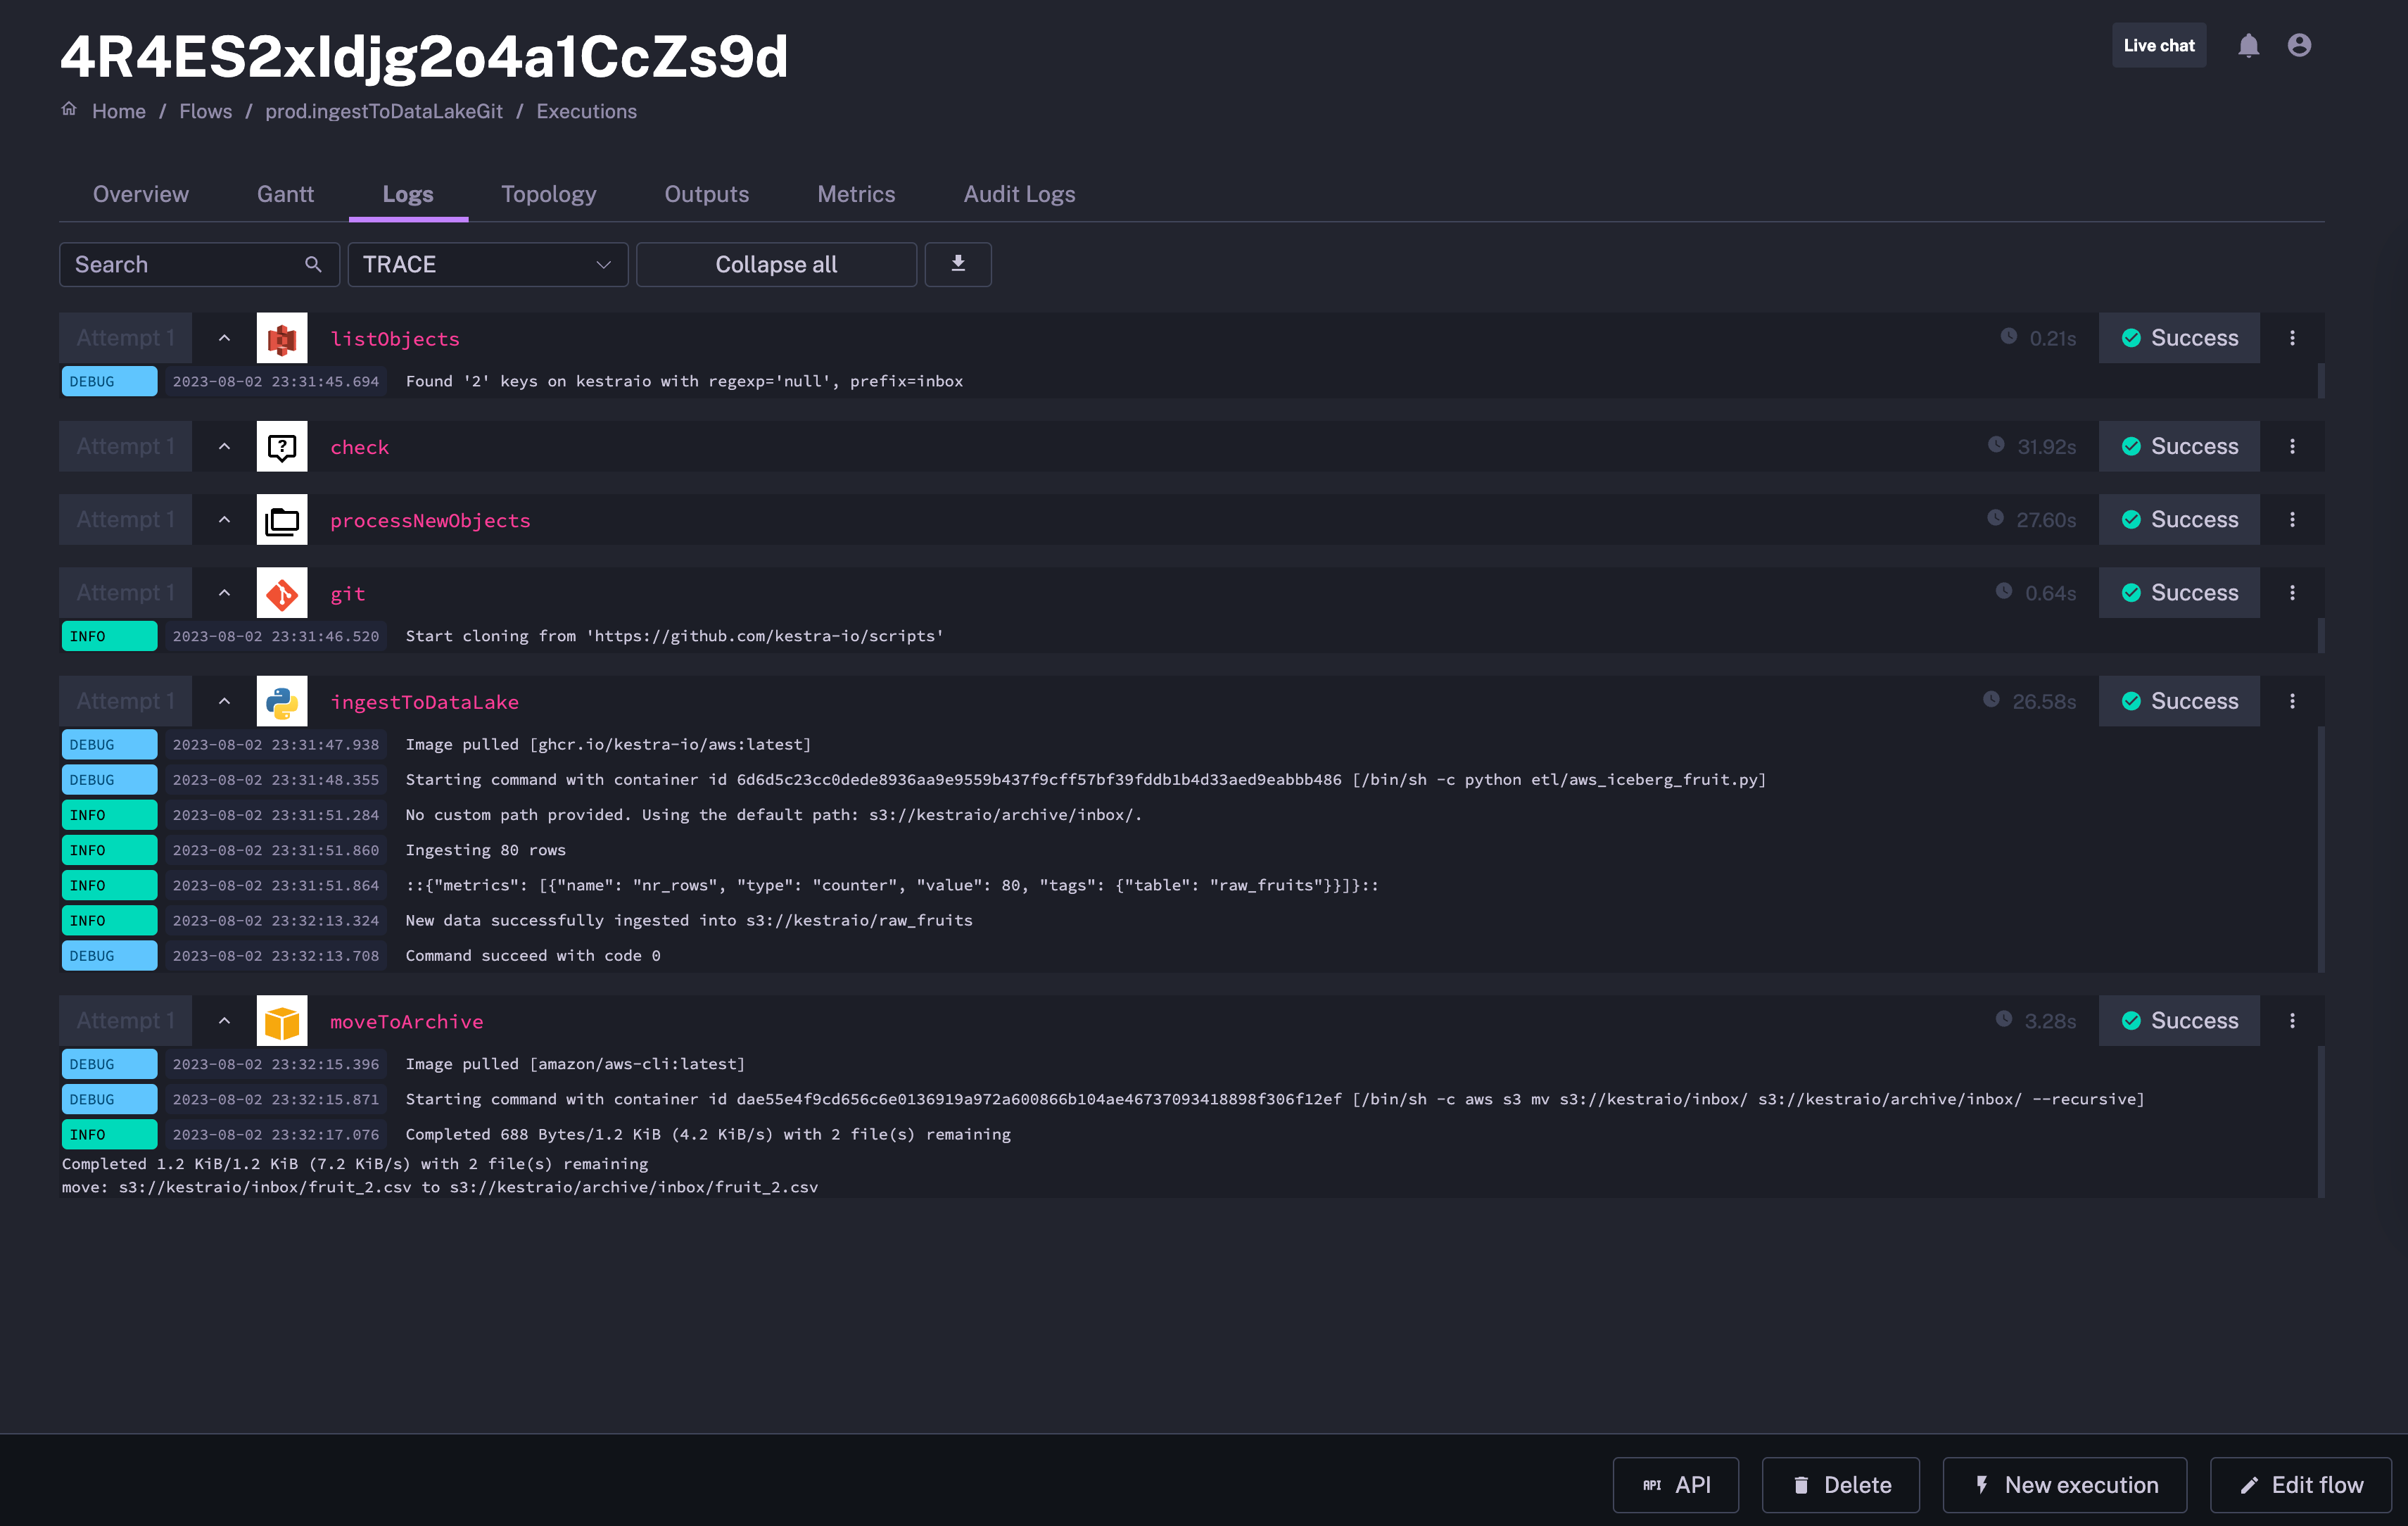 4R4ES2xIdjg2o4a1CcZs9d
Live chat
Home / Flows / prod.ingestToDataLakeGit / Executions
Overview Gantt Logs Topology Outputs Metrics Audit Logs
Search TRACE Collapse all
Attempt 1 listObjects 0.21s Success
DEBUG 2023-08-02 23:31:45.694 Found '2' keys on kestraio with regexp='null', prefix=inbox
Attempt 1 check 31.92s Success
Attempt 1 processNewObjects 27.60s Success
Attempt 1 git 0.64s Success
INFO 2023-08-02 23:31:46.520 Start cloning from 'https://github.com/kestra-io/scripts'
Attempt 1 ingestToDataLake 26.58s Success
DEBUG 2023-08-02 23:31:47.938 Image pulled [ghcr.io/kestra-io/aws:latest]
DEBUG 2023-08-02 23:31:48.355 Starting command with container id 6d6d5c23cc0dede8936aa9e9559b437f9cff57bf39fddb1b4d33aed9eabbb486 [/bin/sh -c python etl/aws_iceberg_fruit.py]
INFO 2023-08-02 23:31:51.284 No custom path provided. Using the default path: s3://kestraio/archive/inbox/.
INFO 2023-08-02 23:31:51.860 Ingesting 80 rows
INFO 2023-08-02 23:31:51.864 ::{"metrics": [{"name": "nr_rows", "type": "counter", "value": 80, "tags": {"table": "raw_fruits"}}]}::
INFO 2023-08-02 23:32:13.324 New data successfully ingested into s3://kestraio/raw_fruits
DEBUG 2023-08-02 23:32:13.708 Command succeed with code 0
Attempt 1 moveToArchive 3.28s Success
DEBUG 2023-08-02 23:32:15.396 Image pulled [amazon/aws-cli:latest]
DEBUG 2023-08-02 23:32:15.871 Starting command with container id dae55e4f9cd656c6e0136919a972a600866b104ae46737093418898f306f12ef [/bin/sh -c aws s3 mv s3://kestraio/inbox/ s3://kestraio/archive/inbox/ --recursive]
INFO 2023-08-02 23:32:17.076 Completed 688 Bytes/1.2 KiB (4.2 KiB/s) with 2 file(s) remaining
Completed 1.2 KiB/1.2 KiB (7.2 KiB/s) with 2 file(s) remaining
move: s3://kestraio/inbox/fruit_2.csv to s3://kestraio/archive/inbox/fruit_2.csv
API API Delete New execution Edit flow